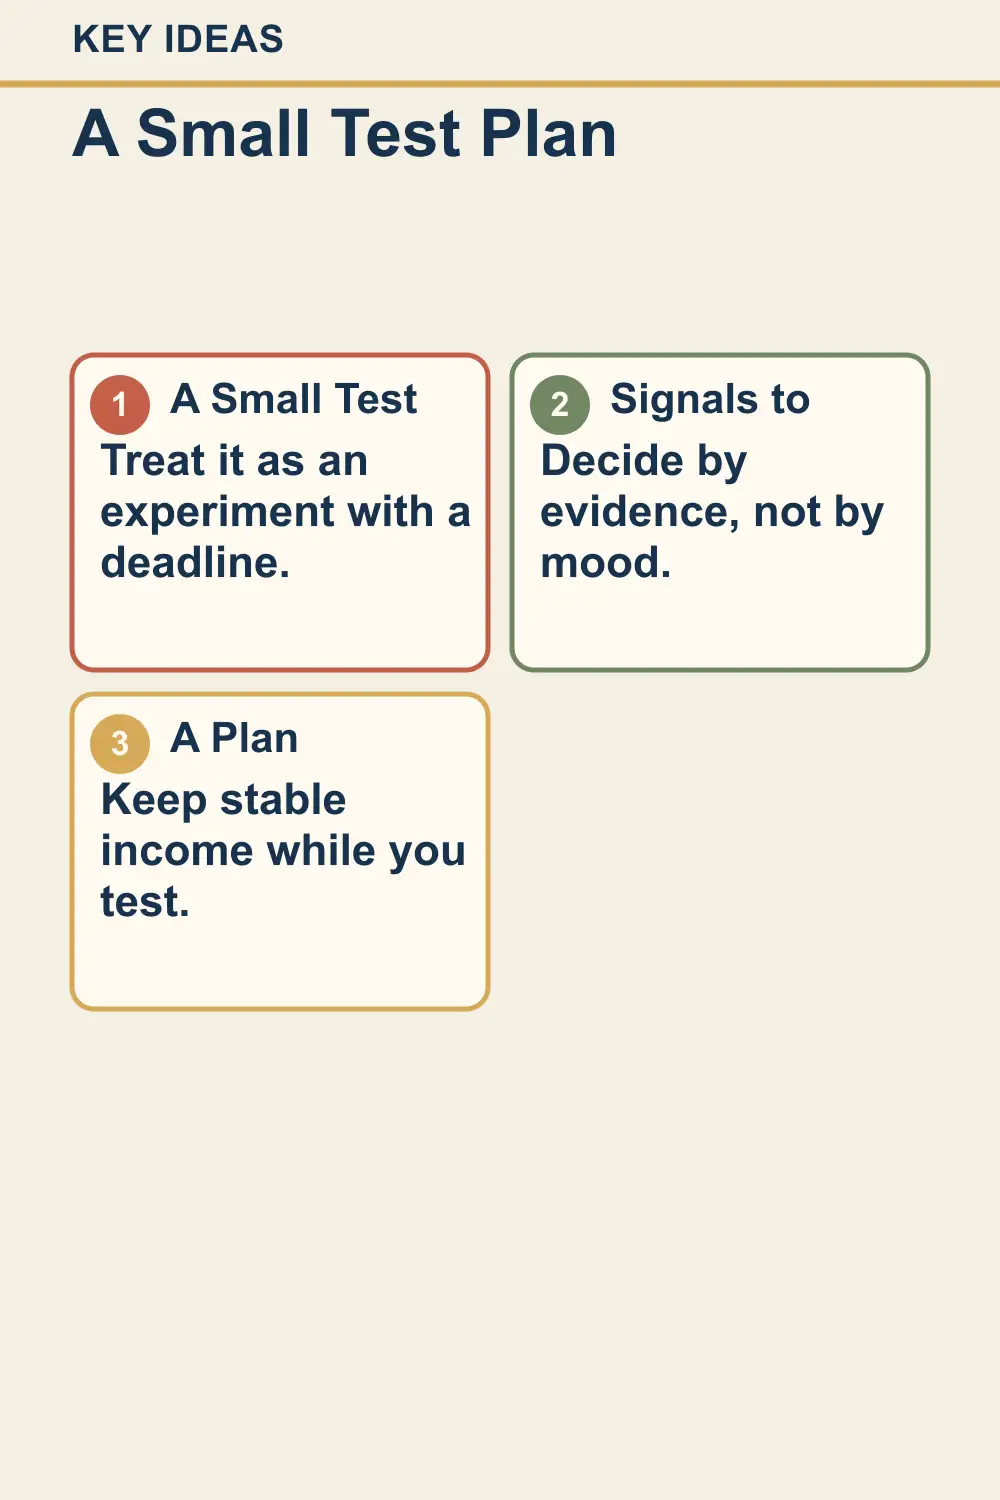 KEY IDEAS
A Small Test Plan
1 A Small Test
Treat it as an
experiment with a
deadline.
2 Signals to
Decide by
evidence, not by
mood.
3 A Plan
Keep stable
income while you
test.